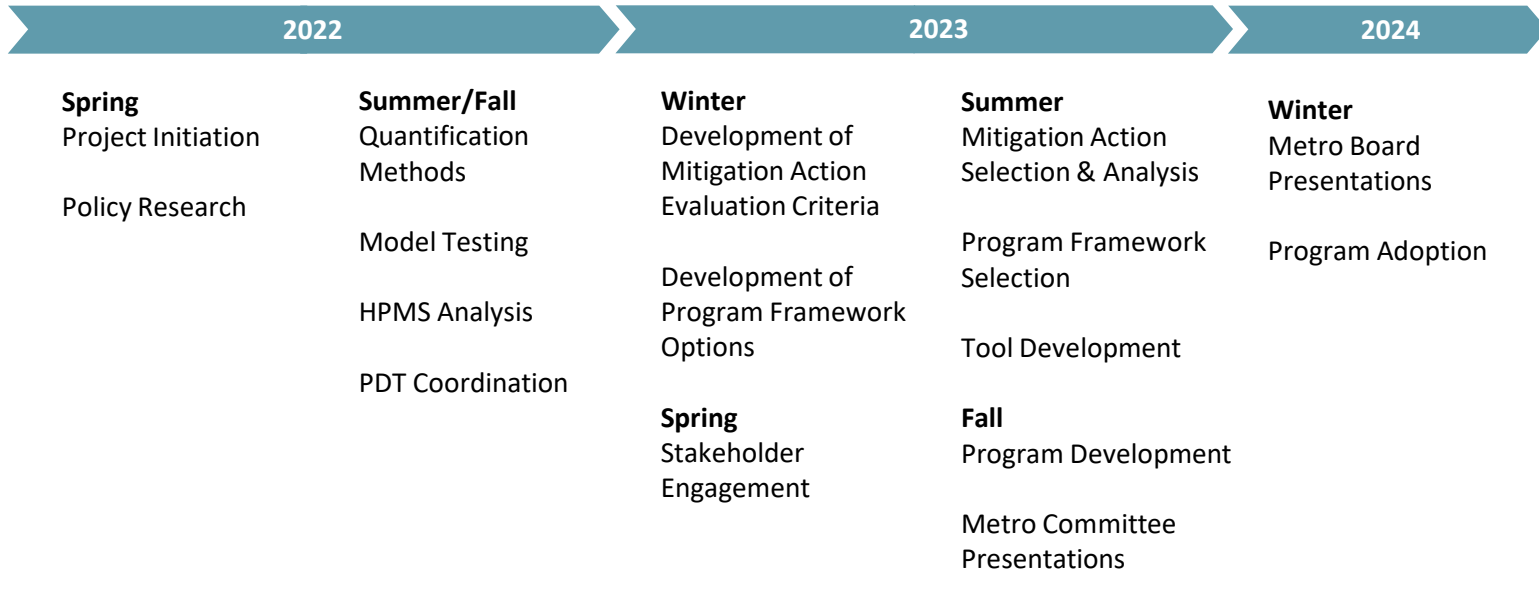 2022
2023
2024
Spring
Project Initiation
Policy Research
Summer/Fall
Quantification
Methods
Model Testing
HPMS Analysis
PDT Coordination
Winter
Development of
Mitigation Action
Evaluation Criteria
Development of
Program Framework
Options
Spring
Stakeholder
Engagement
Summer
Mitigation Action
Selection & Analysis
Program Framework
Selection
Tool Development
Fall
Program Development
Metro Committee
Presentations
Winter
Metro Board
Presentations
Program Adoption